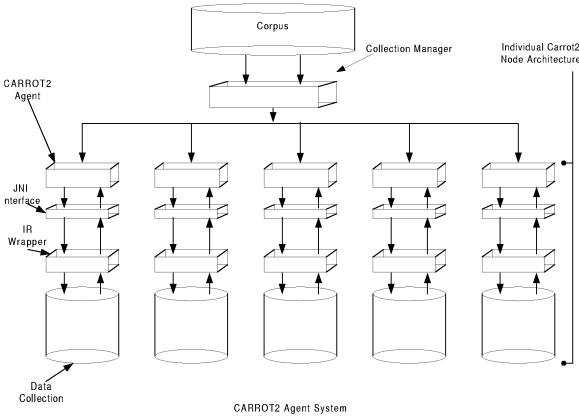 Corpus
Collection Manager
Individual Carrot2
Node Architecture
CARROT2
Agent
JNI
nterface
IR
Wrapper
Data
Collection
CARROT2 Agent System